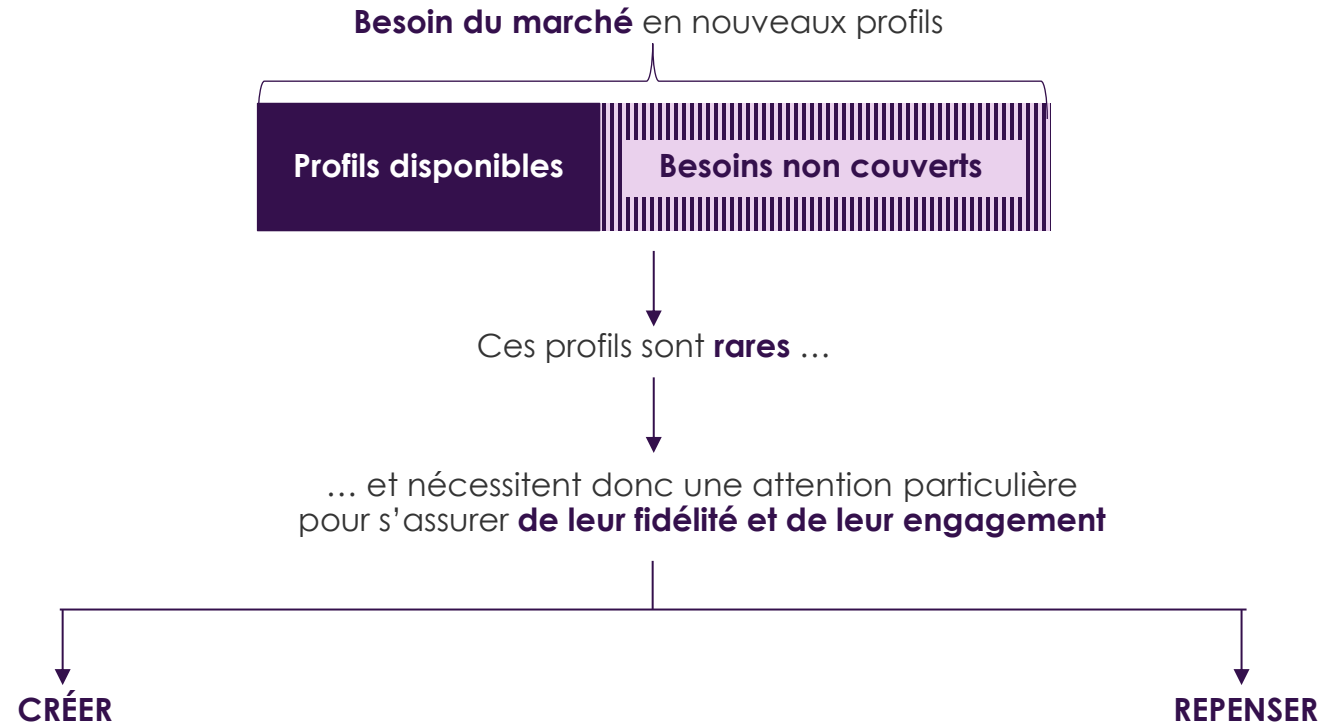 Besoin du marché en nouveaux profils
Profils disponibles
Besoins non couverts
Ces profils sont rares …
… et nécessitent donc une attention particulière
pour s’assurer de leur fidélité et de leur engagement
CRÉER
REPENSER